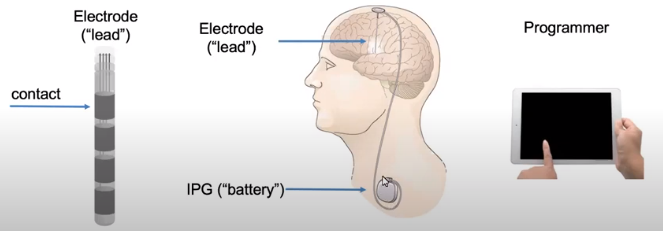 Electrode
(“lead”)
contact
Electrode
(“lead”)
IPG (“battery”)
Programmer